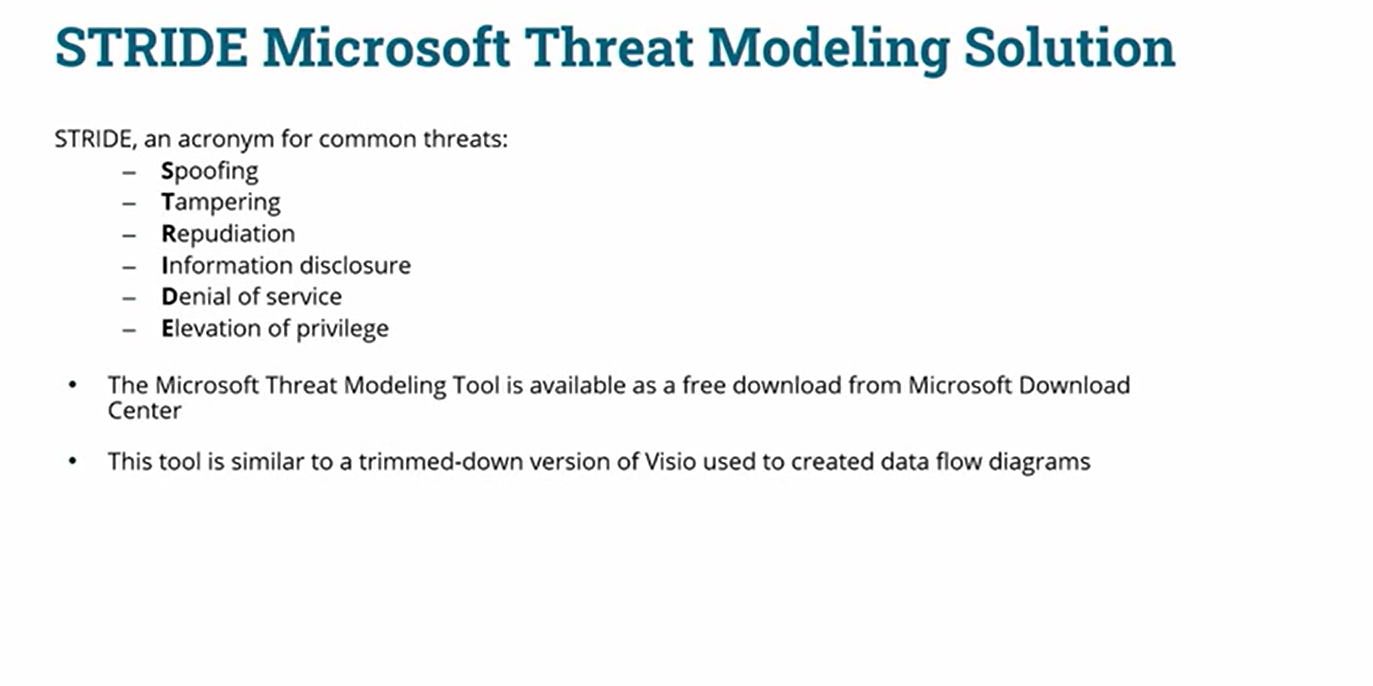 STRIDE Microsoft Threat Modeling Solution
STRIDE, an acronym for common threats:
– Spoofing
– Tampering
– Repudiation
– Information disclosure
– Denial of service
– Elevation of privilege
• The Microsoft Threat Modeling Tool is available as a free download from Microsoft Download
Center
• This tool is similar to a trimmed-down version of Visio used to created data flow diagrams